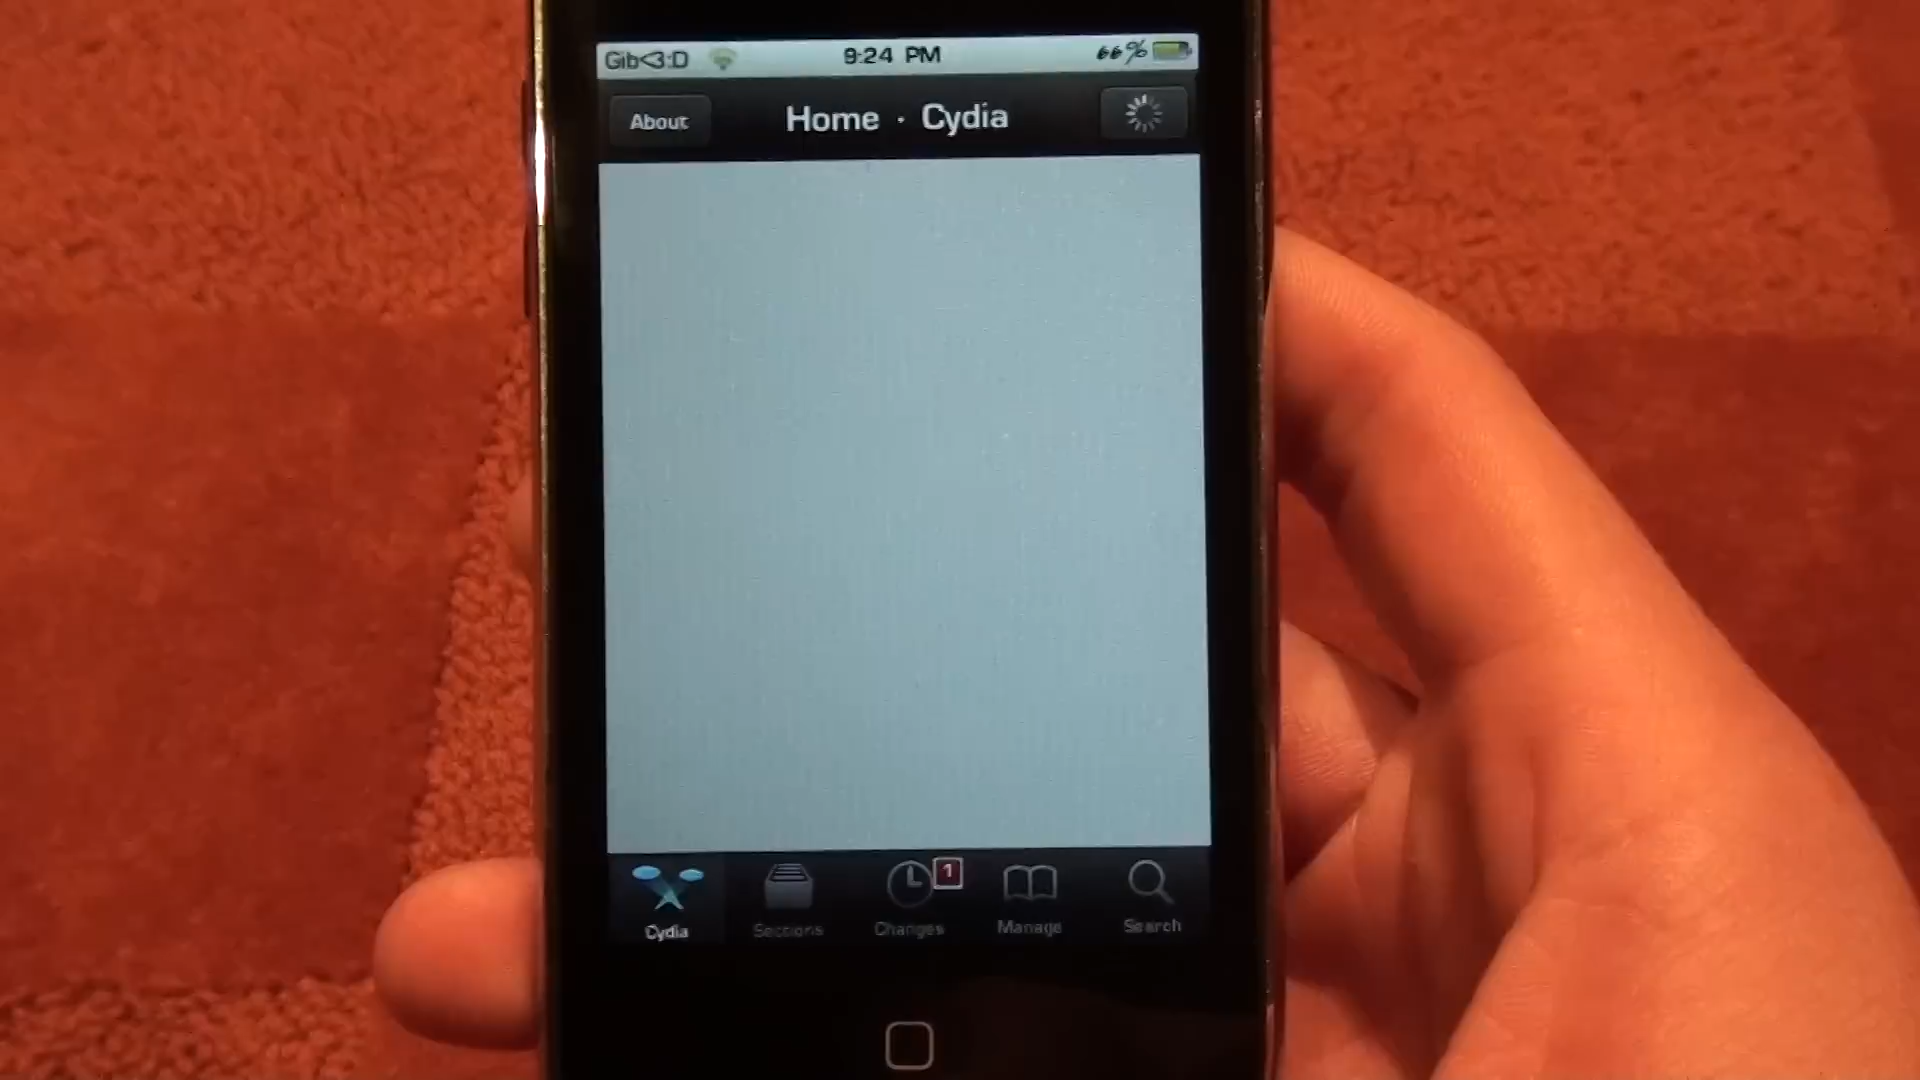 Gib<3:D 9:24 PM 66%
About Home · Cydia
1
Cydia Sections Changes Manage Search